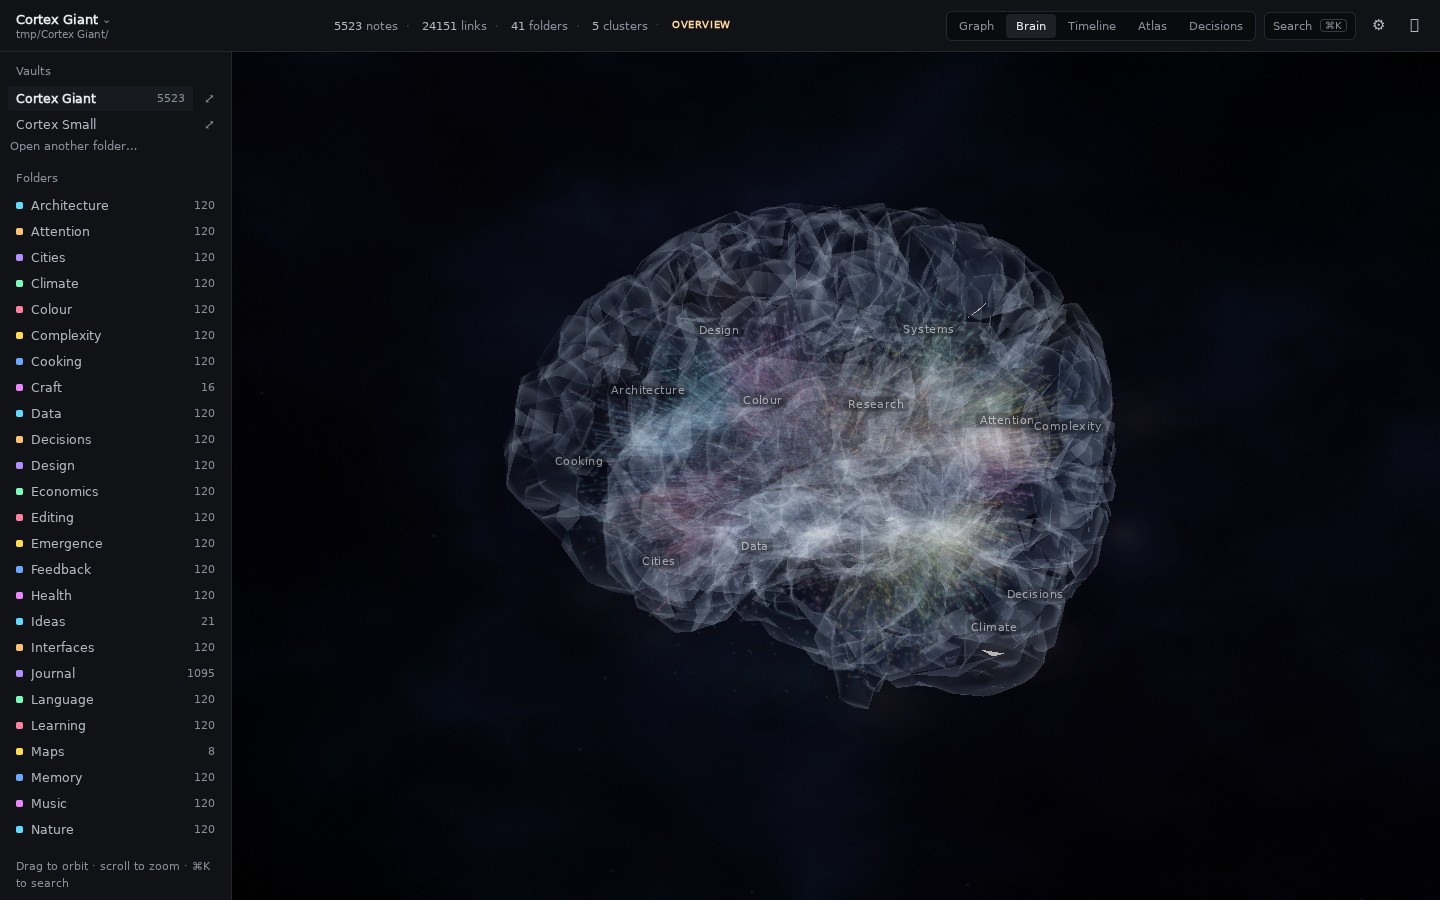 Cortex Giant
tmp/Cortex Giant/
5523 notes · 24151 links · 41 folders · 5 clusters · OVERVIEW
Graph Brain Timeline Atlas Decisions Search ⌘K
Vaults
Cortex Giant 5523
Cortex Small
Open another folder...
Folders
Architecture 120
Attention 120
Cities 120
Climate 120
Colour 120
Complexity 120
Cooking 120
Craft 16
Data 120
Decisions 120
Design 120
Economics 120
Editing 120
Emergence 120
Feedback 120
Health 120
Ideas 21
Interfaces 120
Journal 1095
Language 120
Learning 120
Maps 8
Memory 120
Music 120
Nature 120
Drag to orbit · scroll to zoom · ⌘K
to search
Design
Systems
Architecture
Colour
Research
Attention
Complexity
Cooking
Data
Cities
Decisions
Climate